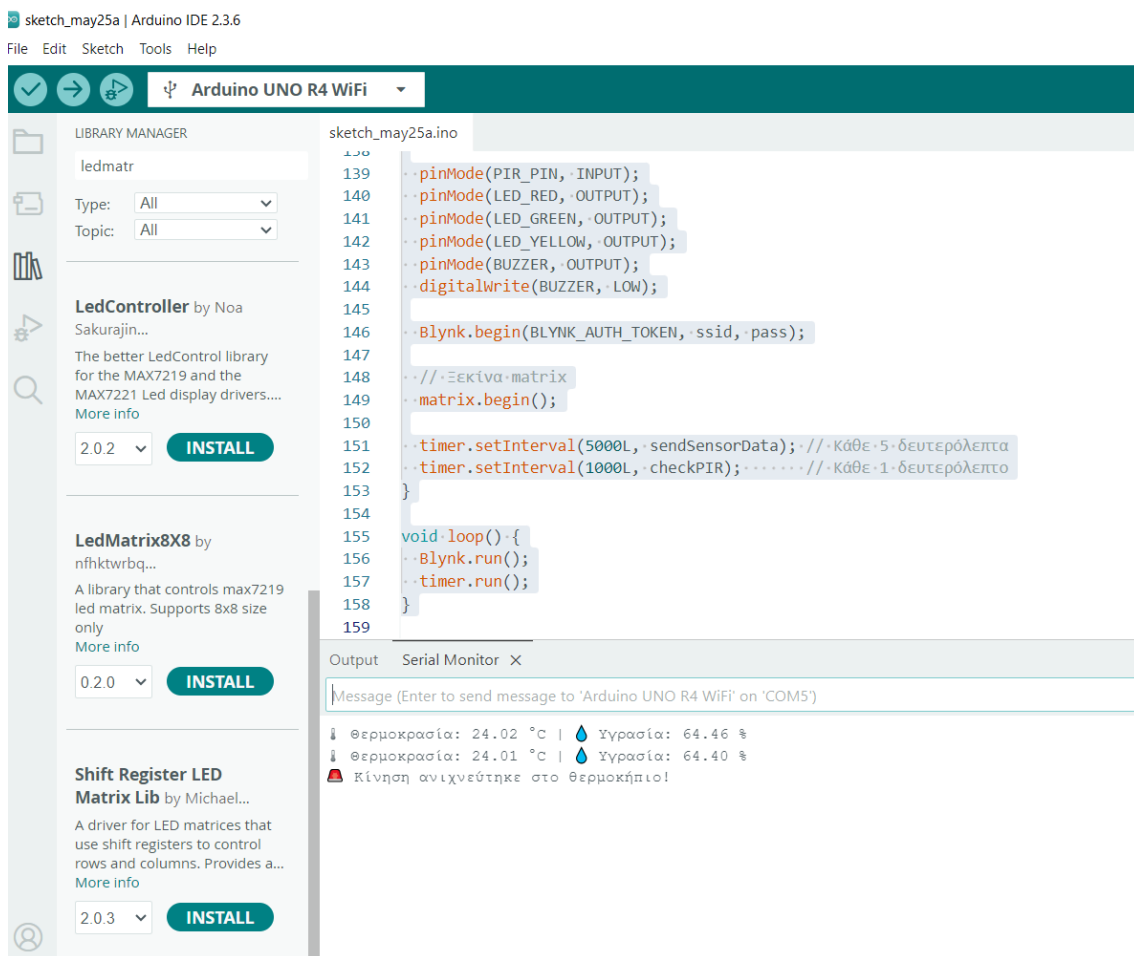 sketch_may25a | Arduino IDE 2.3.6
File Edit Sketch Tools Help
Arduino UNO R4 WiFi
LIBRARY MANAGER
ledmatr
Type: All
Topic: All
LedController by Noa
Sakurajin...
The better LedControl library
for the MAX7219 and the
MAX7221 Led display drivers....
More info
2.0.2 INSTALL
LedMatrix8X8 by
nfhktwrbq...
A library that controls max7219
led matrix. Supports 8x8 size
only
More info
0.2.0 INSTALL
Shift Register LED
Matrix Lib by Michael...
A driver for LED matrices that
use shift registers to control
rows and columns. Provides a...
More info
2.0.3 INSTALL
sketch_may25a.ino
138
139 pinMode(PIR_PIN, INPUT);
140 pinMode(LED_RED, OUTPUT);
141 pinMode(LED_GREEN, OUTPUT);
142 pinMode(LED_YELLOW, OUTPUT);
143 pinMode(BUZZER, OUTPUT);
144 digitalWrite(BUZZER, LOW);
145
146 Blynk.begin(BLYNK_AUTH_TOKEN, ssid, pass);
147
148 // Ξεκίνα matrix
149 matrix.begin();
150
151 timer.setInterval(5000L, sendSensorData); // Κάθε 5 δευτερόλεπτα
152 timer.setInterval(1000L, checkPIR); // Κάθε 1 δευτερόλεπτο
153 }
154
155 void loop() {
156 Blynk.run();
157 timer.run();
158 }
159
Output Serial Monitor
Message (Enter to send message to 'Arduino UNO R4 WiFi' on 'COM5')
🌡 Θερμοκρασία: 24.02 °C | 💧 Υγρασία: 64.46 %
🌡 Θερμοκρασία: 24.01 °C | 💧 Υγρασία: 64.40 %
🚨 Κίνηση ανιχνεύτηκε στο θερμοκήπιο!